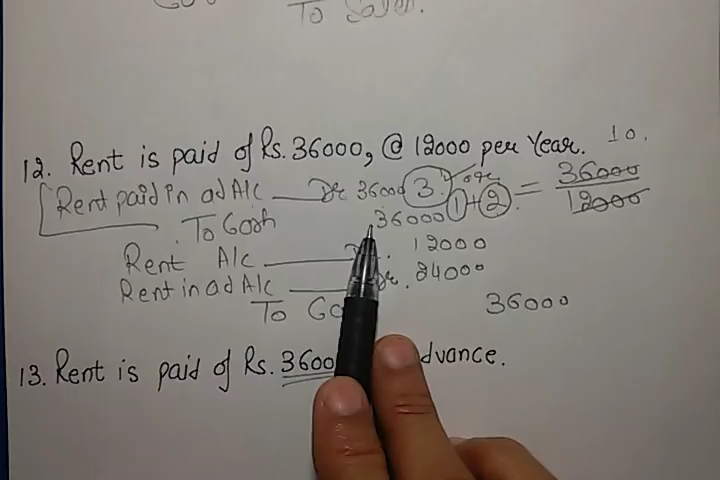 To Sales.
12. Rent is paid of Rs. 36000, @ 12000 per Year. 10.
Rent paid in ad A/c Dr 36000 3 year 1+2 = 36000
To Cash 36000 12000
Rent A/c Dr. 12000
Rent in ad A/c Dr. 24000
To Ca 36000
13. Rent is paid of Rs. 3600 dvance.